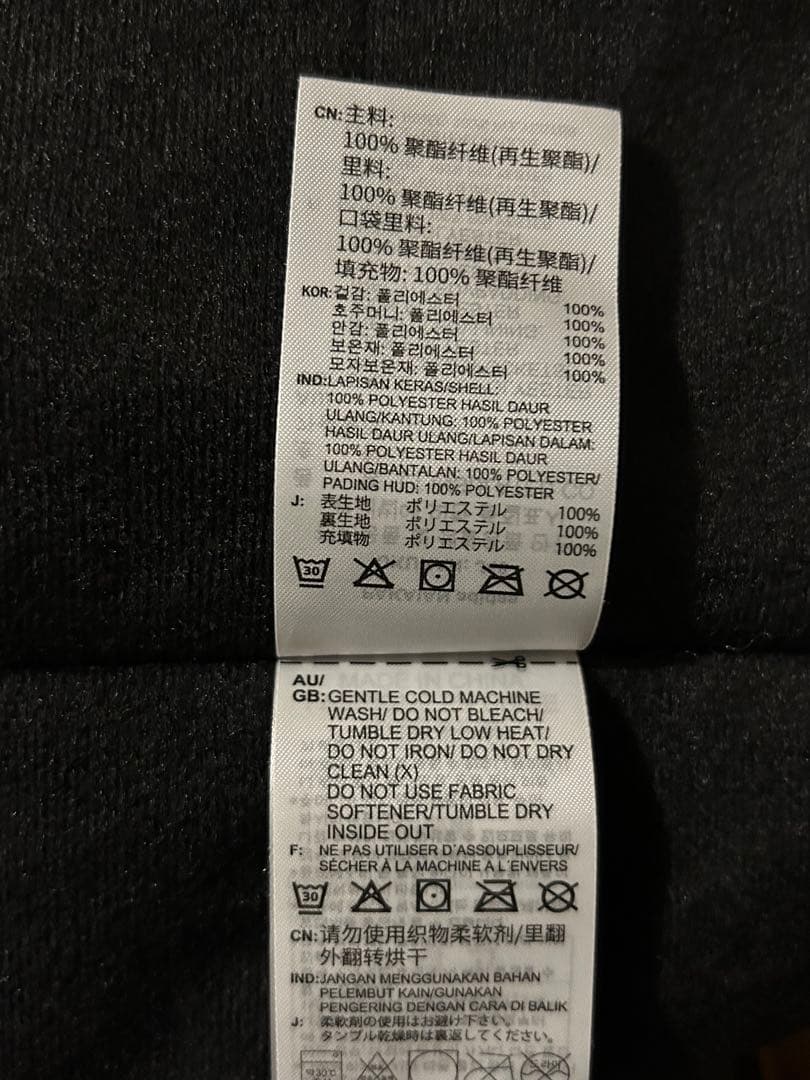 CN:主料:
100% 聚酯纤维(再生聚酯)/
里料:
100% 聚酯纤维(再生聚酯)/
口袋里料:
100% 聚酯纤维(再生聚酯)/
填充物: 100% 聚酯纤维
KOR:겉감: 폴리에스터 100%
호주머니: 폴리에스터 100%
안감: 폴리에스터 100%
보온재: 폴리에스터 100%
모자보온재: 폴리에스터 100%
IND:LAPISAN KERAS/SHELL:
100% POLYESTER HASIL DAUR
ULANG/KANTUNG: 100% POLYESTER
HASIL DAUR ULANG/LAPISAN DALAM:
100% POLYESTER HASIL DAUR
ULANG/BANTALAN: 100% POLYESTER/
PADING HUD: 100% POLYESTER
J: 表生地 ポリエステル 100%
裏生地 ポリエステル 100%
充填物 ポリエステル 100%
30
AU/
GB:GENTLE COLD MACHINE
WASH/ DO NOT BLEACH/
TUMBLE DRY LOW HEAT/
DO NOT IRON/ DO NOT DRY
CLEAN (X)
DO NOT USE FABRIC
SOFTENER/TUMBLE DRY
INSIDE OUT
F: NE PAS UTILISER D´ASSOUPLISSEUR/
SÉCHER À LA MACHINE À L´ENVERS
30
CN:请勿使用织物柔软剂/里翻
外翻转烘干
IND:JANGAN MENGGUNAKAN BAHAN
PELEMBUT KAIN/GUNAKAN
PENGERING DENGAN CARA DI BALIK
J: 柔軟剤の使用はお避け下さい。
タンブル乾燥時は裏返してください。